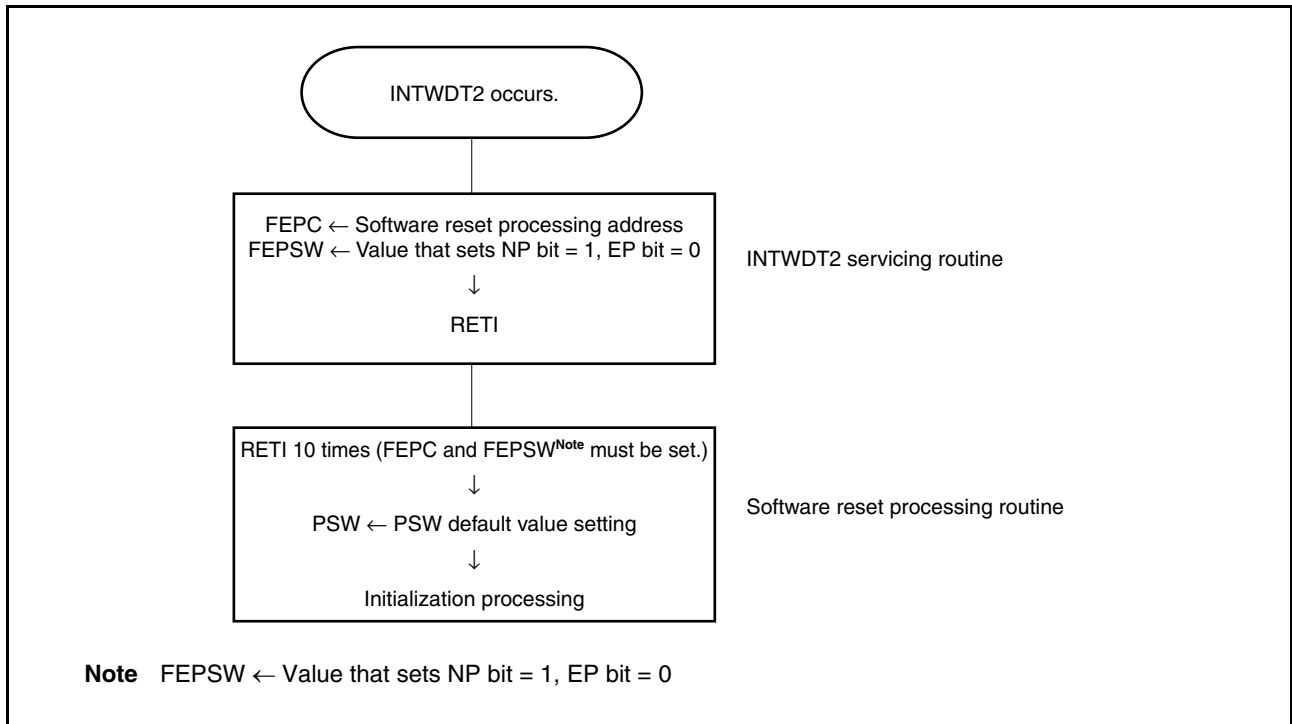 INTWDT2 occurs.
FEPC ← Software reset processing address
FEPSW ← Value that sets NP bit = 1, EP bit = 0
↓
RETI
INTWDT2 servicing routine
RETI 10 times (FEPC and FEPSWNote must be set.)
↓
PSW ← PSW default value setting
↓
Initialization processing
Software reset processing routine
Note FEPSW ← Value that sets NP bit = 1, EP bit = 0